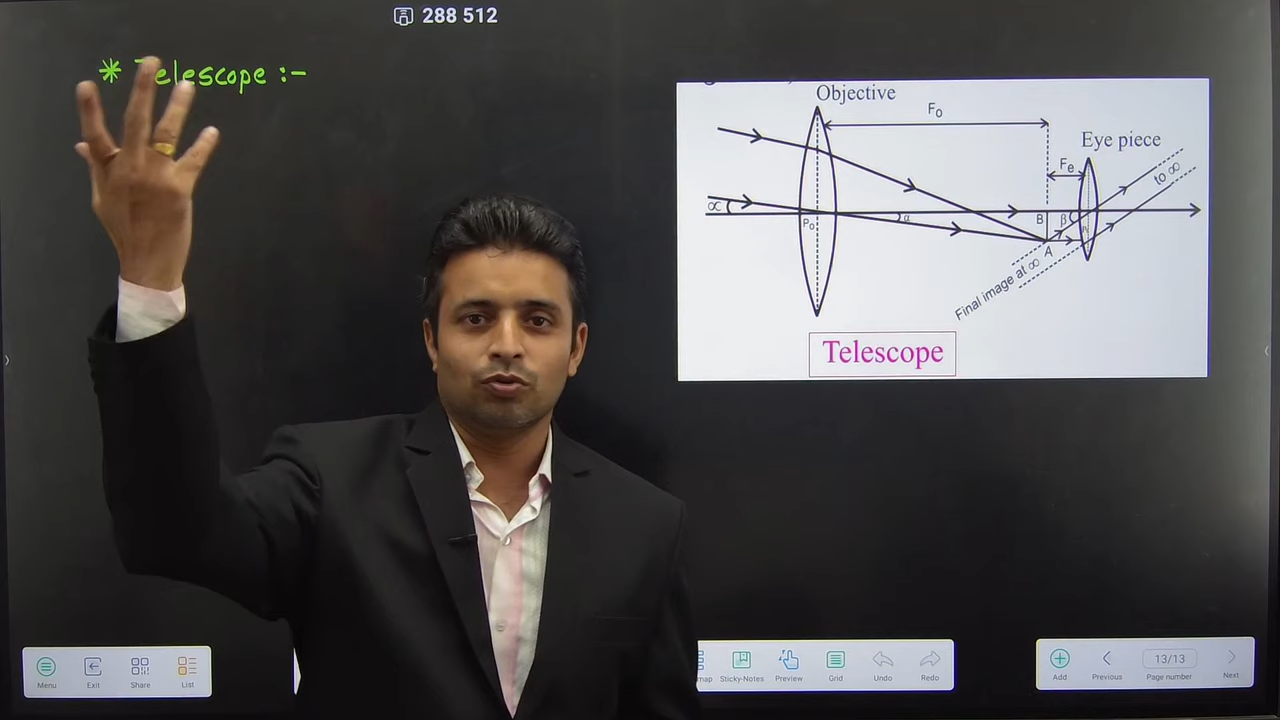 288 512
* Telescope :-
Objective
F₀
Eye piece
Fₑ
to ∞
∝
α
P₀
B
β
A
Final image at ∞
Telescope
Menu
Exit
Share
List
Sticky-Notes
Preview
Grid
Undo
Redo
Add
Previous
13/13
Page number
Next